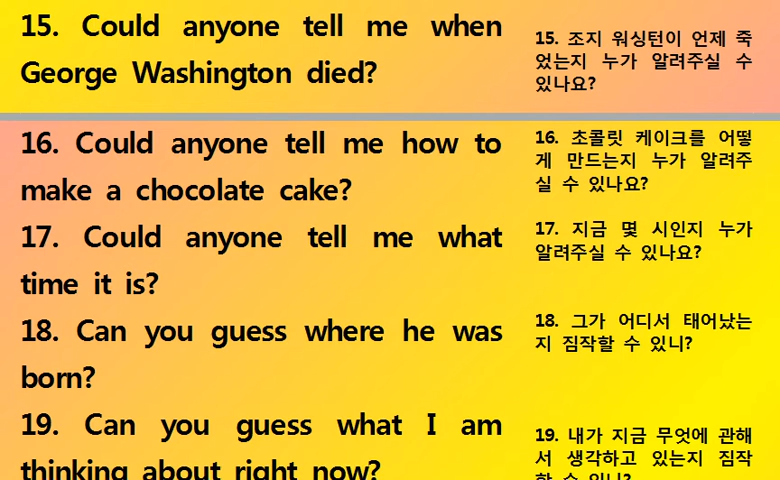 15. Could anyone tell me when
George Washington died?
15. 조지 워싱턴이 언제 죽
었는지 누가 알려주실 수
있나요?
16. Could anyone tell me how to
make a chocolate cake?
16. 초콜릿 케이크를 어떻
게 만드는지 누가 알려주
실 수 있나요?
17. Could anyone tell me what
time it is?
17. 지금 몇 시인지 누가
알려주실 수 있나요?
18. Can you guess where he was
born?
18. 그가 어디서 태어났는
지 짐작할 수 있니?
19. Can you guess what I am
thinking about right now?
19. 내가 지금 무엇에 관해
서 생각하고 있는지 짐작
할 수 있니?